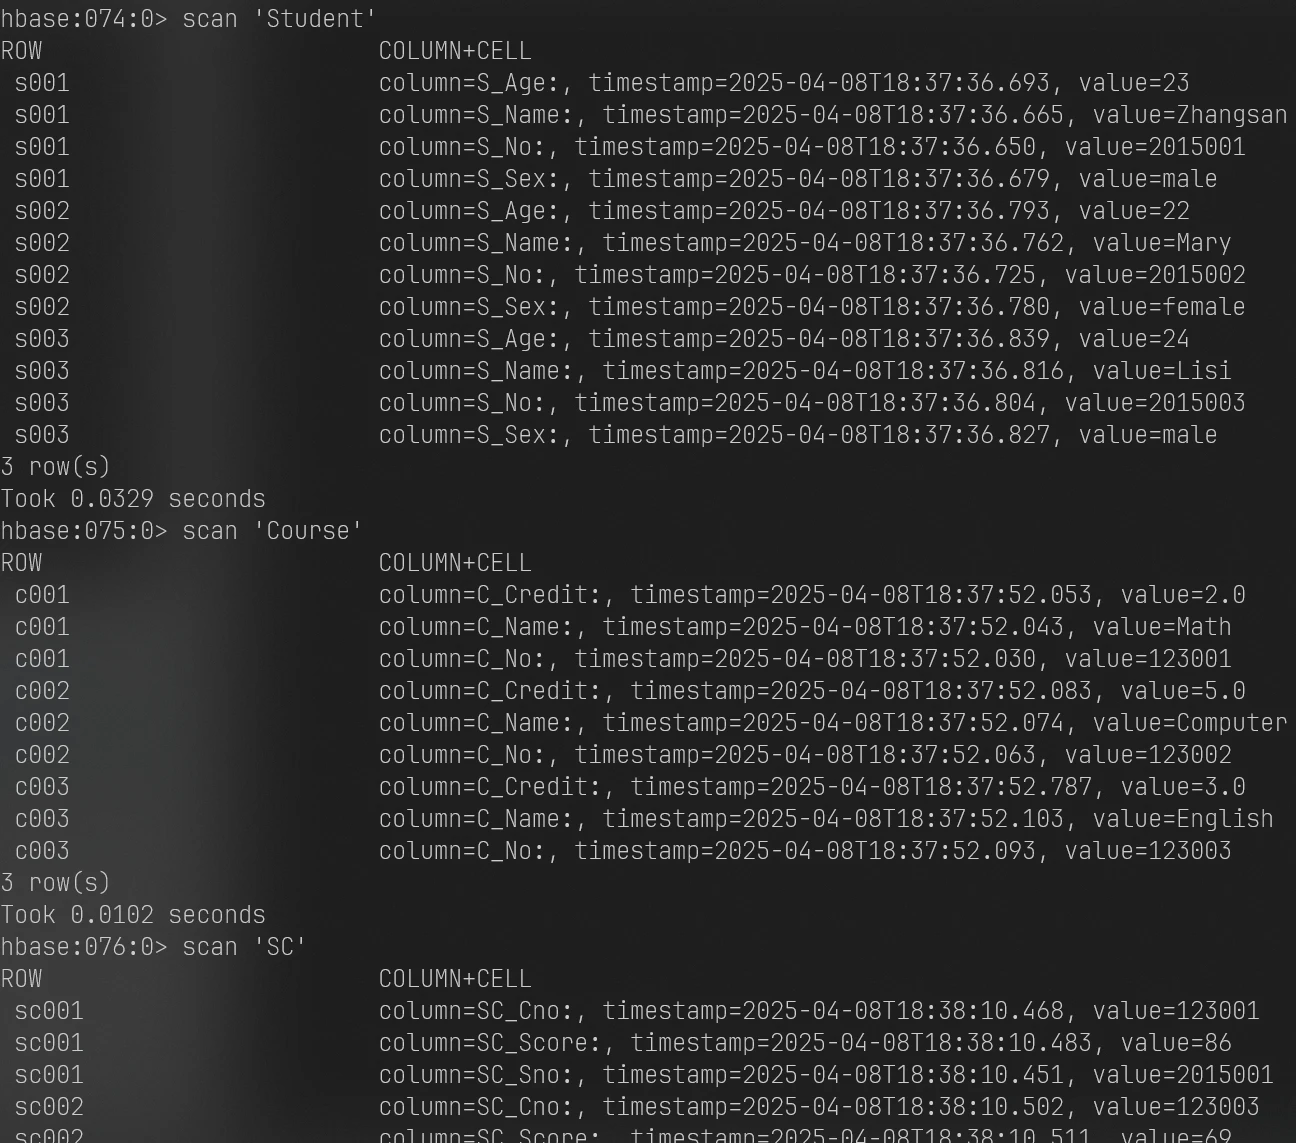 hbase:074:0> scan 'Student'
ROW                        COLUMN+CELL
 s001                      column=S_Age:, timestamp=2025-04-08T18:37:36.693, value=23
 s001                      column=S_Name:, timestamp=2025-04-08T18:37:36.665, value=Zhangsan
 s001                      column=S_No:, timestamp=2025-04-08T18:37:36.650, value=2015001
 s001                      column=S_Sex:, timestamp=2025-04-08T18:37:36.679, value=male
 s002                      column=S_Age:, timestamp=2025-04-08T18:37:36.793, value=22
 s002                      column=S_Name:, timestamp=2025-04-08T18:37:36.762, value=Mary
 s002                      column=S_No:, timestamp=2025-04-08T18:37:36.725, value=2015002
 s002                      column=S_Sex:, timestamp=2025-04-08T18:37:36.780, value=female
 s003                      column=S_Age:, timestamp=2025-04-08T18:37:36.839, value=24
 s003                      column=S_Name:, timestamp=2025-04-08T18:37:36.816, value=Lisi
 s003                      column=S_No:, timestamp=2025-04-08T18:37:36.804, value=2015003
 s003                      column=S_Sex:, timestamp=2025-04-08T18:37:36.827, value=male
3 row(s)
Took 0.0329 seconds
hbase:075:0> scan 'Course'
ROW                        COLUMN+CELL
 c001                      column=C_Credit:, timestamp=2025-04-08T18:37:52.053, value=2.0
 c001                      column=C_Name:, timestamp=2025-04-08T18:37:52.043, value=Math
 c001                      column=C_No:, timestamp=2025-04-08T18:37:52.030, value=123001
 c002                      column=C_Credit:, timestamp=2025-04-08T18:37:52.083, value=5.0
 c002                      column=C_Name:, timestamp=2025-04-08T18:37:52.074, value=Computer
 c002                      column=C_No:, timestamp=2025-04-08T18:37:52.063, value=123002
 c003                      column=C_Credit:, timestamp=2025-04-08T18:37:52.787, value=3.0
 c003                      column=C_Name:, timestamp=2025-04-08T18:37:52.103, value=English
 c003                      column=C_No:, timestamp=2025-04-08T18:37:52.093, value=123003
3 row(s)
Took 0.0102 seconds
hbase:076:0> scan 'SC'
ROW                        COLUMN+CELL
 sc001                     column=SC_Cno:, timestamp=2025-04-08T18:38:10.468, value=123001
 sc001                     column=SC_Score:, timestamp=2025-04-08T18:38:10.483, value=86
 sc001                     column=SC_Sno:, timestamp=2025-04-08T18:38:10.451, value=2015001
 sc002                     column=SC_Cno:, timestamp=2025-04-08T18:38:10.502, value=123003
 sc002                     column=SC_Score:, timestamp=2025-04-08T18:38:10.511, value=69